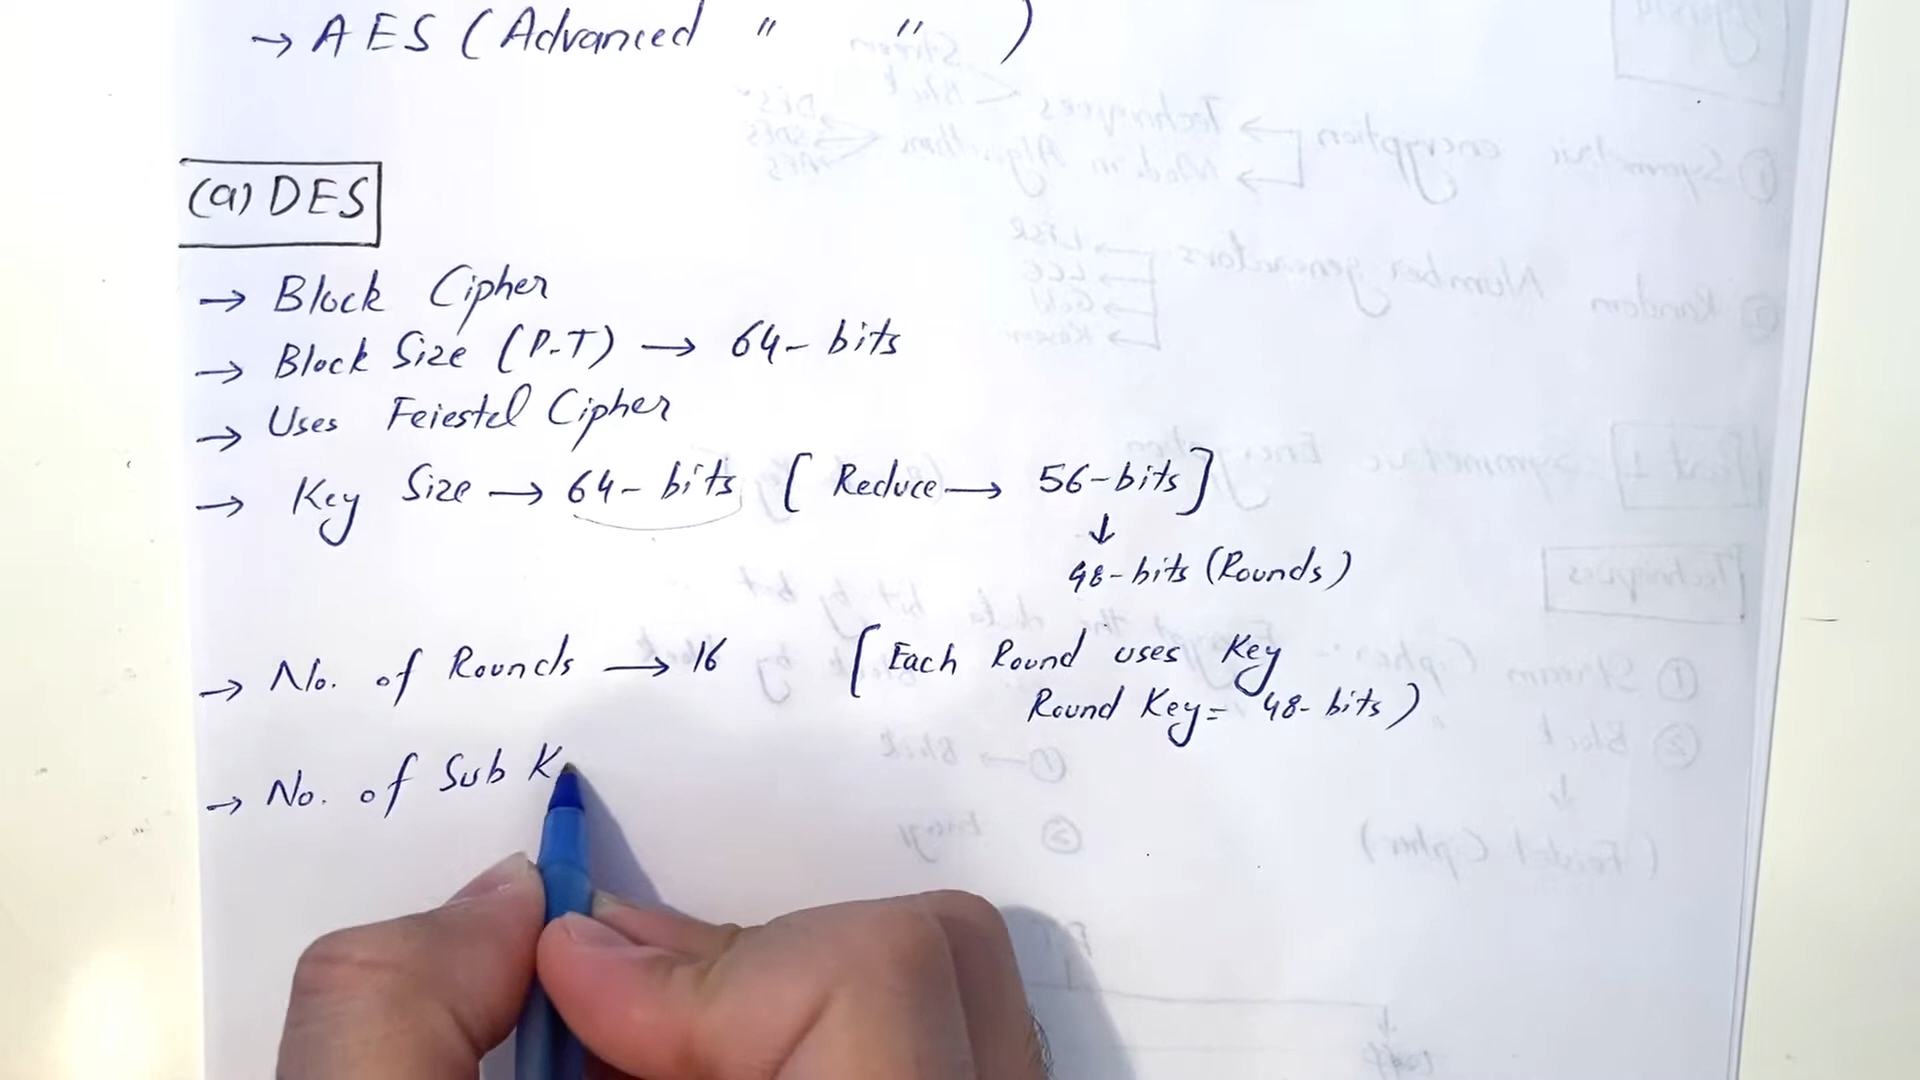 → AES (Advanced " " )
(a) DES
→ Block Cipher
→ Block Size (P.T) → 64-bits
→ Uses Feiestel Cipher
→ Key Size → 64-bits [Reduce → 56-bits]
↓
48-bits (Rounds)
→ No. of Rounds → 16 [Each Round uses Key
Round Key = 48-bits)
→ No. of Sub K